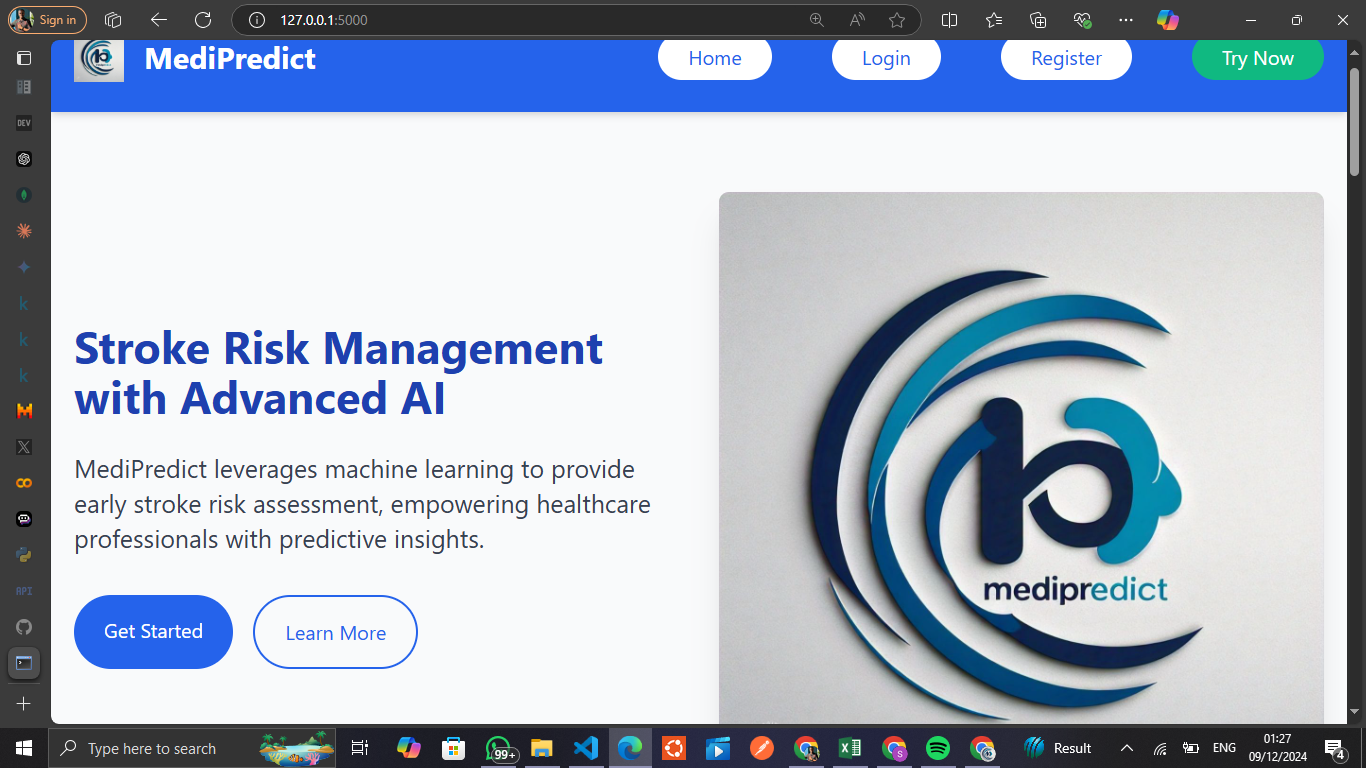 Sign in
127.0.0.1:5000
MediPredict
Home
Login
Register
Try Now
DEV
Stroke Risk Management
with Advanced AI
MediPredict leverages machine learning to provide
early stroke risk assessment, empowering healthcare
professionals with predictive insights.
Get Started
Learn More
medipredict
API
Type here to search
99+
S
Result
ENG
01:27
09/12/2024
4